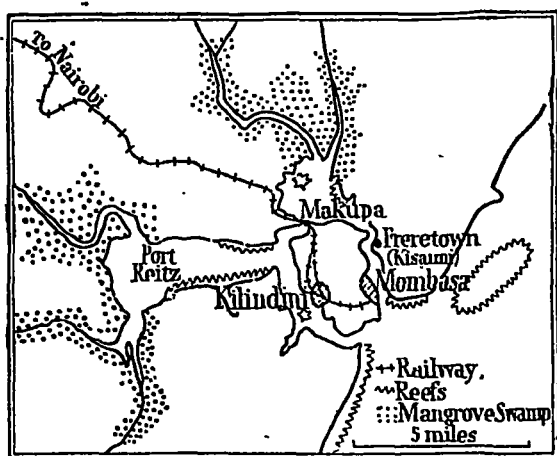 To Nairobi
Makupa
Freretown
(Kisauni)
Port
Reitz
Mombasa
Kilindini
Railway.
Reefs
Mangrove Swamp
5 miles